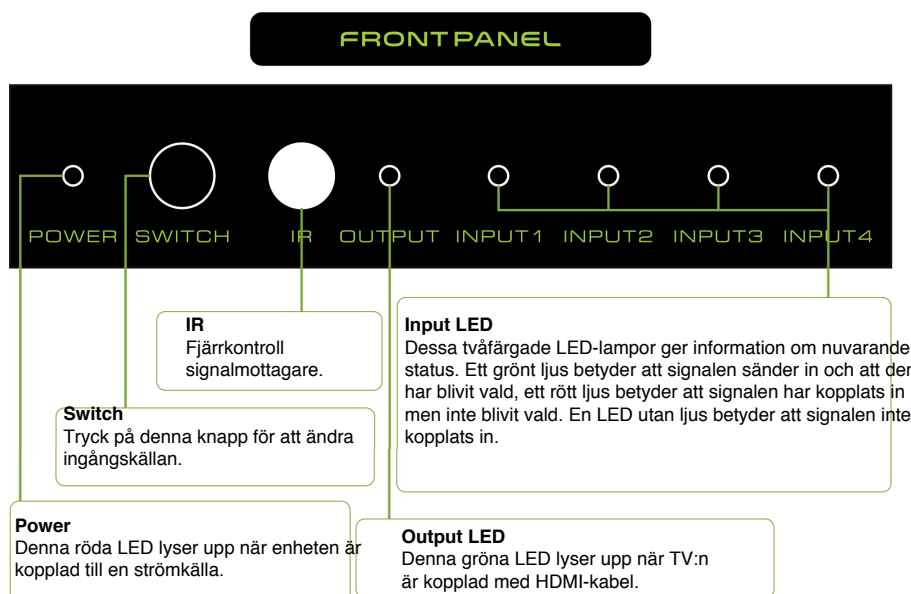 FRONT PANEL
POWER SWITCH IR OUTPUT INPUT1 INPUT2 INPUT3 INPUT4
IR
Fjärrkontroll
signalmottagare.
Input LED
Dessa tvåfärgade LED-lampor ger information om nuvarande
status. Ett grönt ljus betyder att signalen sänder in och att den
har blivit vald, ett rött ljus betyder att signalen har kopplats in
men inte blivit vald. En LED utan ljus betyder att signalen inte
kopplats in.
Switch
Tryck på denna knapp för att ändra
ingångskällan.
Power
Denna röda LED lyser upp när enheten är
kopplad till en strömkälla.
Output LED
Denna gröna LED lyser upp när TV:n
är kopplad med HDMI-kabel.